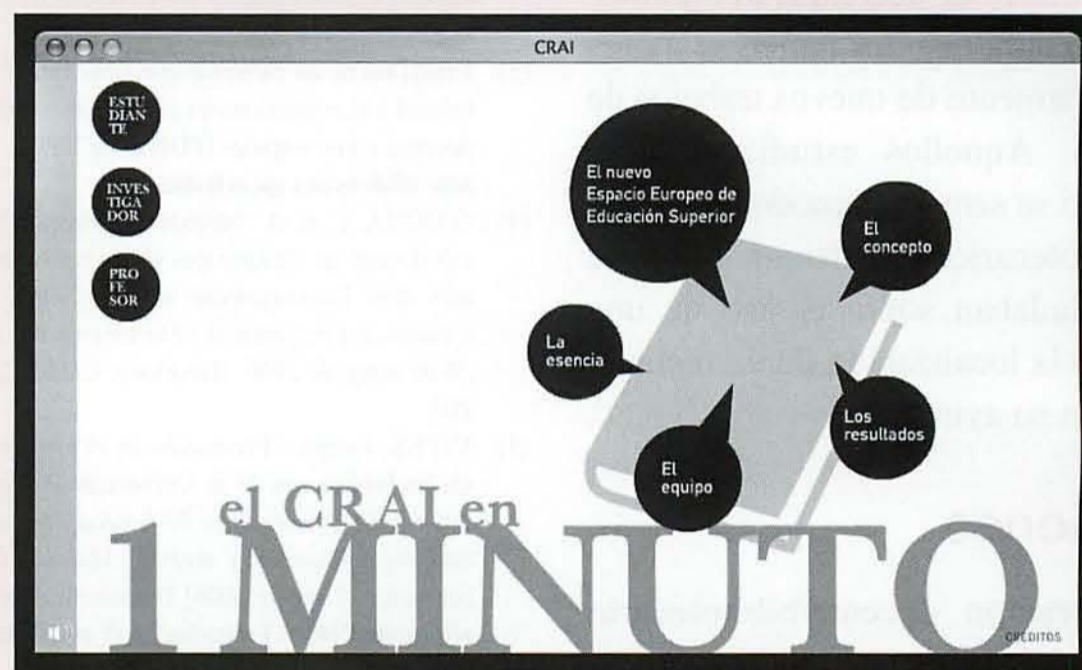 CRAI
ESTU
DIAN
TE
INVES
TIGA
DOR
PRO
FE
SOR
El nuevo
Espacio Europeo de
Educación Superior
El
concepto
La
esencia
Los
resultados
El
equipo
el CRAI en
1 MINUTO
CRÉDITOS